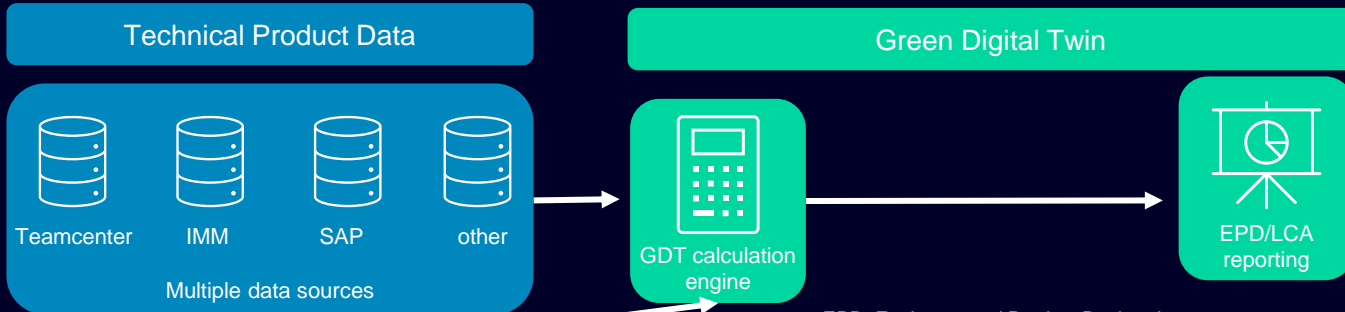 Technical Product Data
Green Digital Twin
Teamcenter
IMM
SAP
other
Multiple data sources
GDT calculation
engine
EPD/LCA
reporting